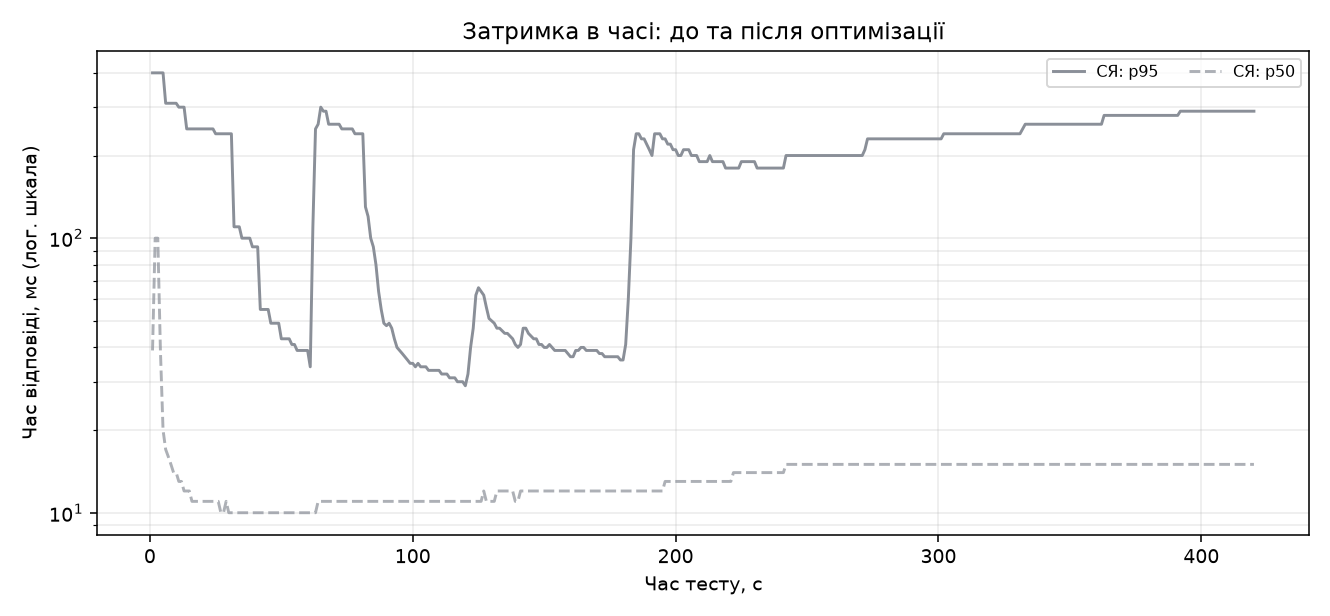 Затримка в часі: до та після оптимізації
СЯ: p95 СЯ: p50
Час відповіді, мс (лог. шкала)
10²
10¹
0 100 200 300 400
Час тесту, с